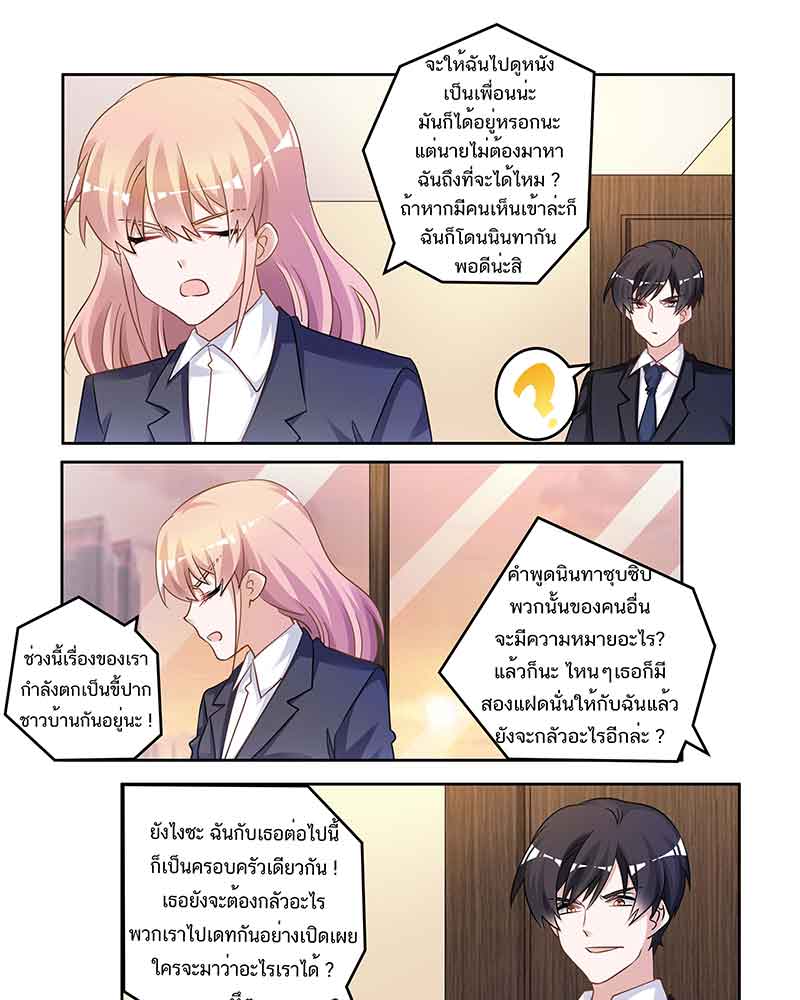 จะให้ฉันไปดูหนัง
เป็นเพื่อนน่ะ
มันก็ได้อยู่หรอกนะ
แต่นายไม่ต้องมาหา
ฉันถึงที่จะได้ไหม ?
ถ้าหากมีคนเห็นเข้าล่ะก็
ฉันก็โดนนินทากัน
พอดีน่ะสิ
?
ช่วงนี้เรื่องของเรา
กำลังตกเป็นขี้ปาก
ชาวบ้านกันอยู่นะ !
คำพูดนินทาซุบซิบ
พวกนั้นของคนอื่น
จะมีความหมายอะไร?
แล้วก็นะ ไหนๆเธอก็มี
สองแฝดนั่นให้กับฉันแล้ว
ยังจะกลัวอะไรอีกล่ะ ?
ยังไงซะ ฉันกับเธอต่อไปนี้
ก็เป็นครอบครัวเดียวกัน !
เธอยังจะต้องกลัวอะไร
พวกเราไปเดทกันอย่างเปิดเผย
ใครจะมาว่าอะไรเราได้ ?